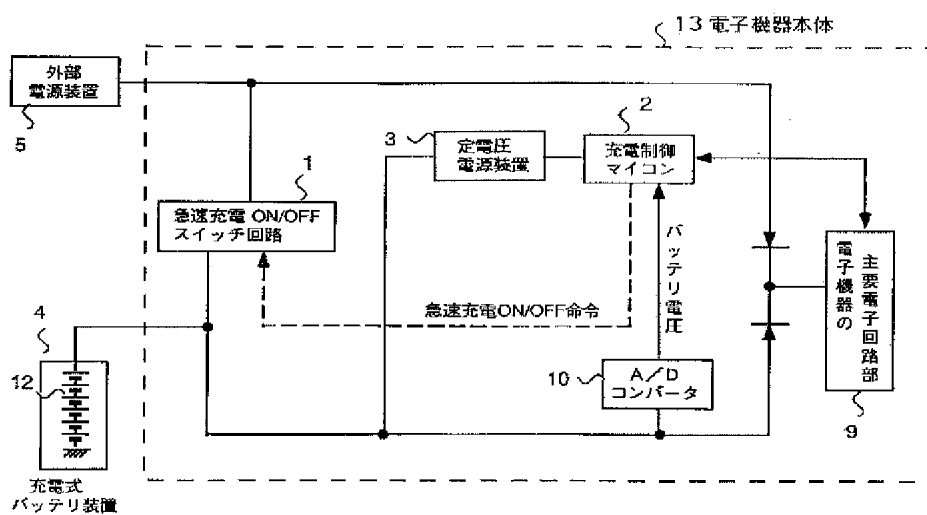 13 電子機器本体
外部
電源装置
5
2
3
定電圧
電源装置
充電制御
マイコン
1
急速充電 ON/OFF
スイッチ回路
バッテリ電圧
電子機器の
主要電子回路部
急速充電ON/OFF命令
4
12
10
A/D
コンバータ
9
充電式
バッテリ装置